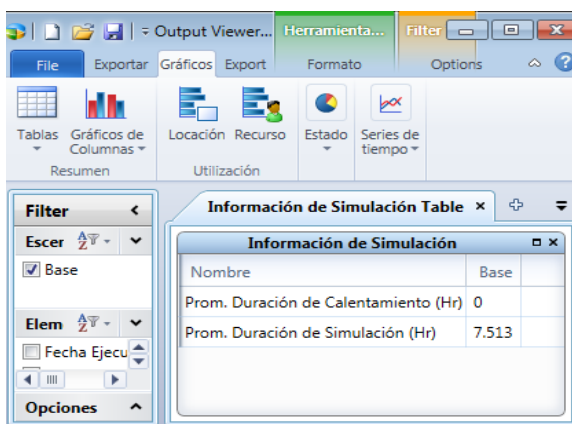 Output Viewer... Herramienta... Filter
File Exportar Gráficos Export Formato Options
Tablas Gráficos de Columnas Locación Recurso Estado Series de tiempo
Resumen Utilización
Filter
Información de Simulación Table
Escer
Información de Simulación
Base
Nombre Base
Prom. Duración de Calentamiento (Hr) 0
Elem
Prom. Duración de Simulación (Hr) 7.513
Fecha Ejecu
Opciones